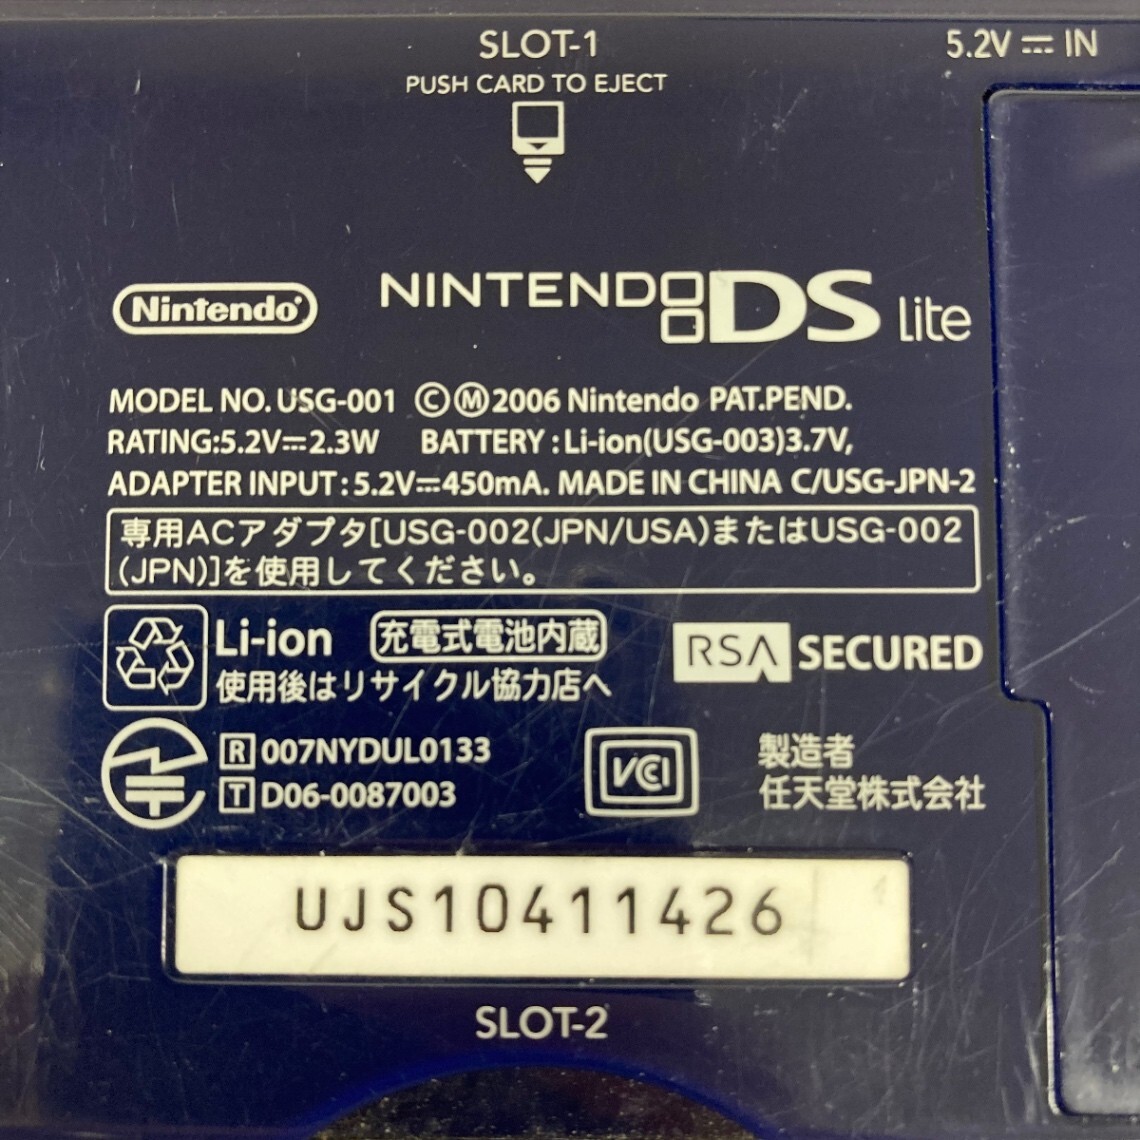 SLOT-1
5.2V⎓IN
PUSH CARD TO EJECT
Nintendo®
NINTENDO DS Lite
MODEL NO. USG-001 ©Ⓜ2006 Nintendo PAT.PEND.
RATING:5.2V⎓2.3W BATTERY : Li-ion(USG-003)3.7V,
ADAPTER INPUT : 5.2V⎓450mA. MADE IN CHINA C/USG-JPN-2
専用ACアダプタ[USG-002(JPN/USA)またはUSG-002
(JPN)]を使用してください。
Li-ion 充電式電池内蔵
使用後はリサイクル協力店へ
RSA SECURED
R 007NYDUL0133
T D06-0087003
VCCI
製造者
任天堂株式会社
UJS10411426
SLOT-2